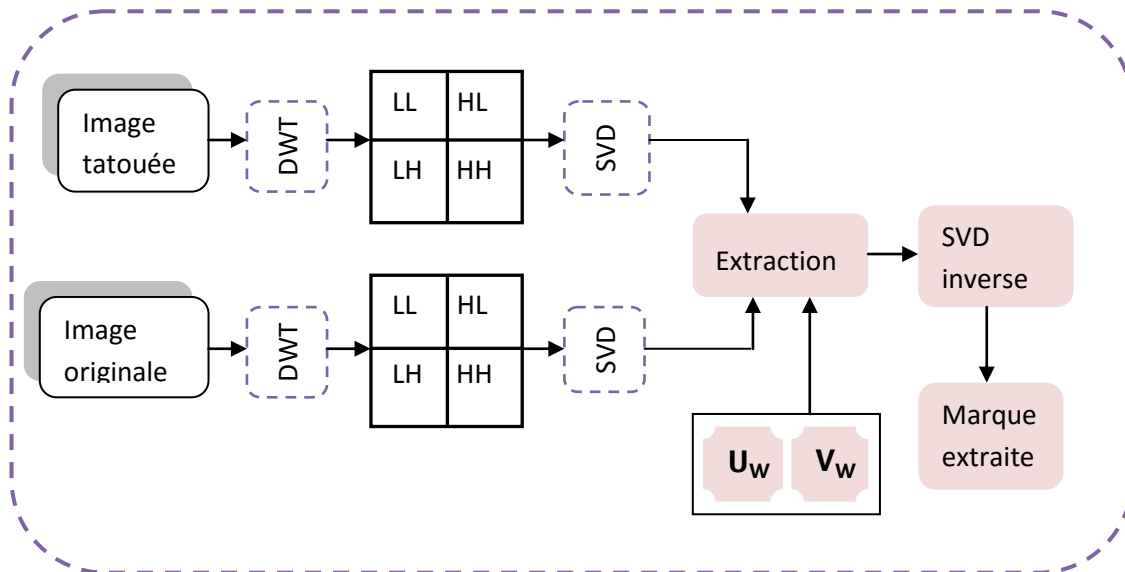 Image
tatouée
DWT
LL HL
LH HH
SVD
Extraction
SVD
inverse
Image
originale
DWT
LL HL
LH HH
SVD
Marque
extraite
UW VW